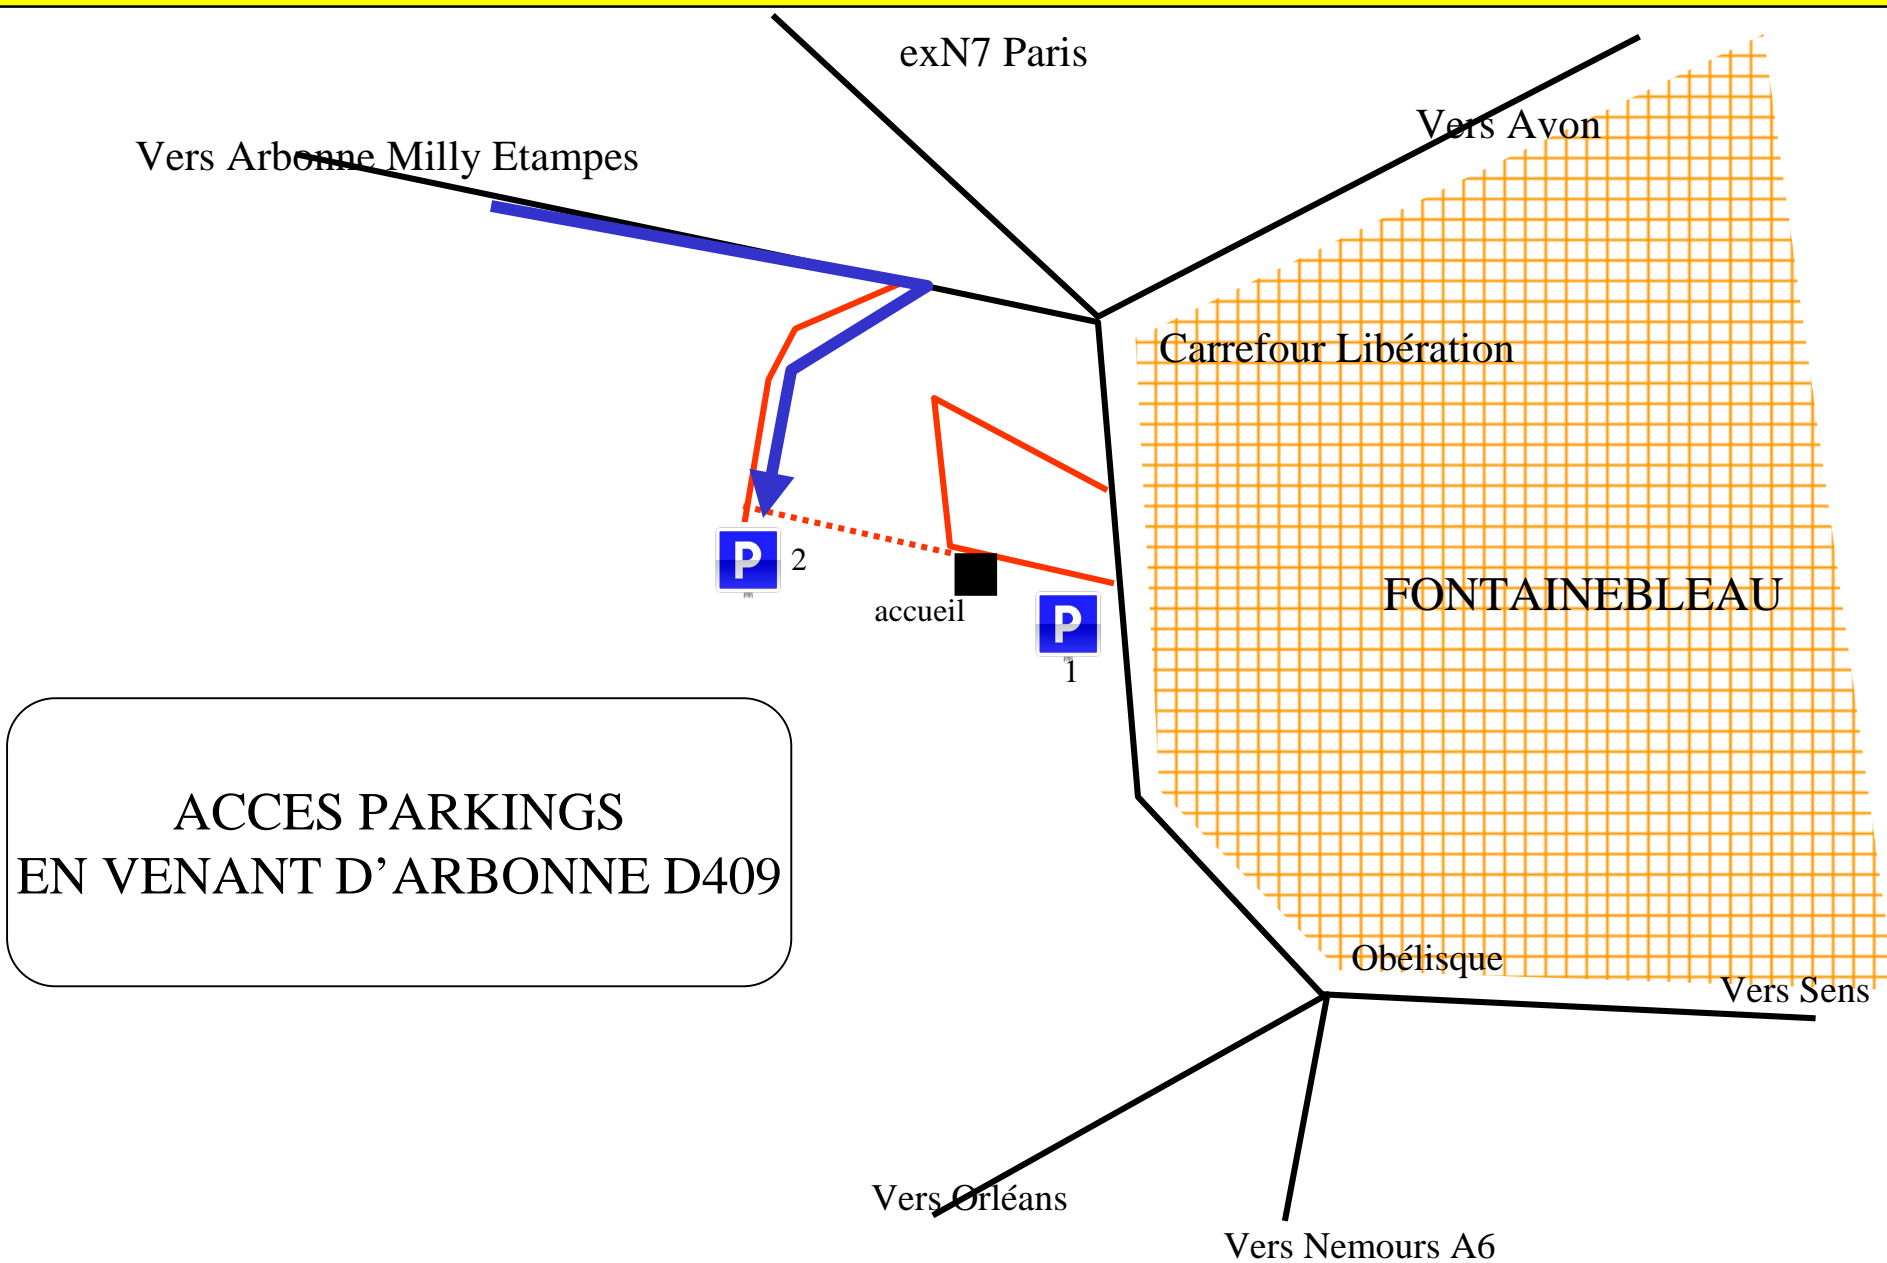 exN7 Paris
Vers Avon
Vers Arbonne Milly Etampes
Carrefour Libération
P 2
accueil
FONTAINEBLEAU
P
1
ACCES PARKINGS
EN VENANT D’ARBONNE D409
Obélisque
Vers Sens
Vers Orléans
Vers Nemours A6